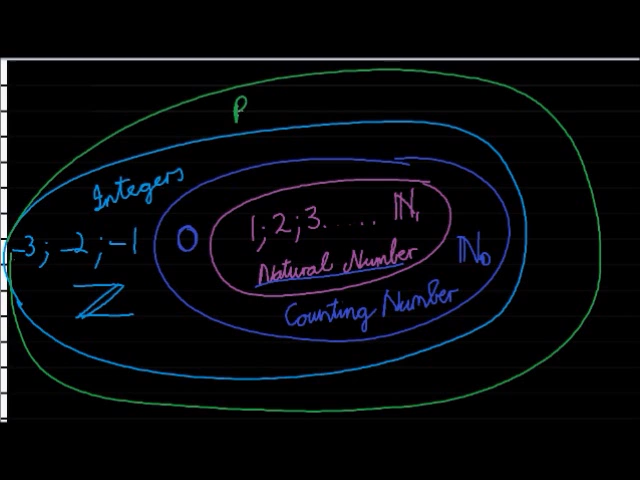 P
Integers
-3; -2; -1
ℤ
0
1; 2; 3..... ℕ₁
Natural Number
ℕ₀
Counting Number